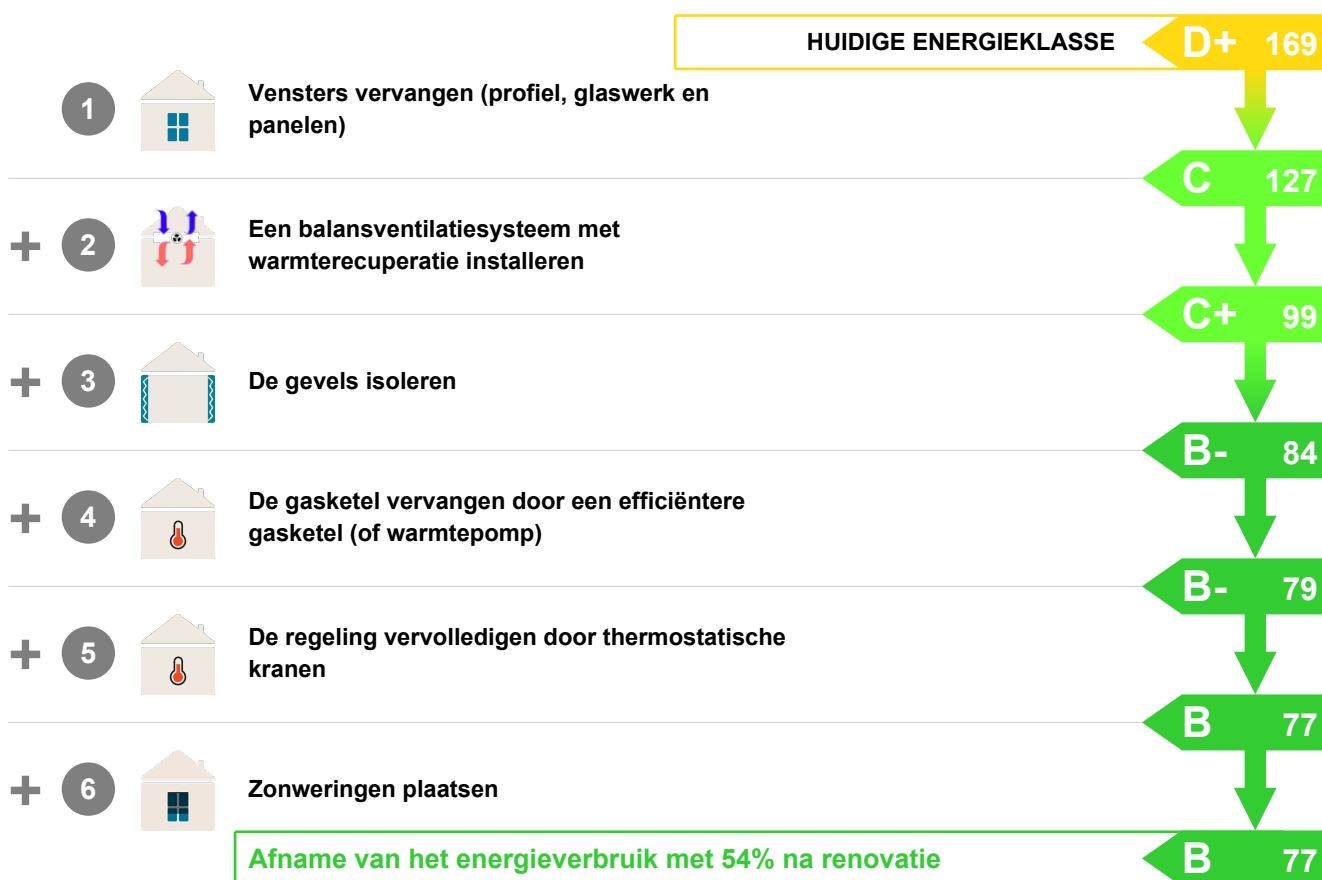 HUIDIGE ENERGIEKLASSE D+ 169
1 Vensters vervangen (profiel, glaswerk en
panelen)
C 127
+ 2 Een balansventilatiesysteem met
warmterecuperatie installeren
C+ 99
+ 3 De gevels isoleren
B- 84
+ 4 De gasketel vervangen door een efficiëntere
gasketel (of warmtepomp)
B- 79
+ 5 De regeling vervolledigen door thermostatische
kranen
B 77
+ 6 Zonweringen plaatsen
Afname van het energieverbruik met 54% na renovatie B 77